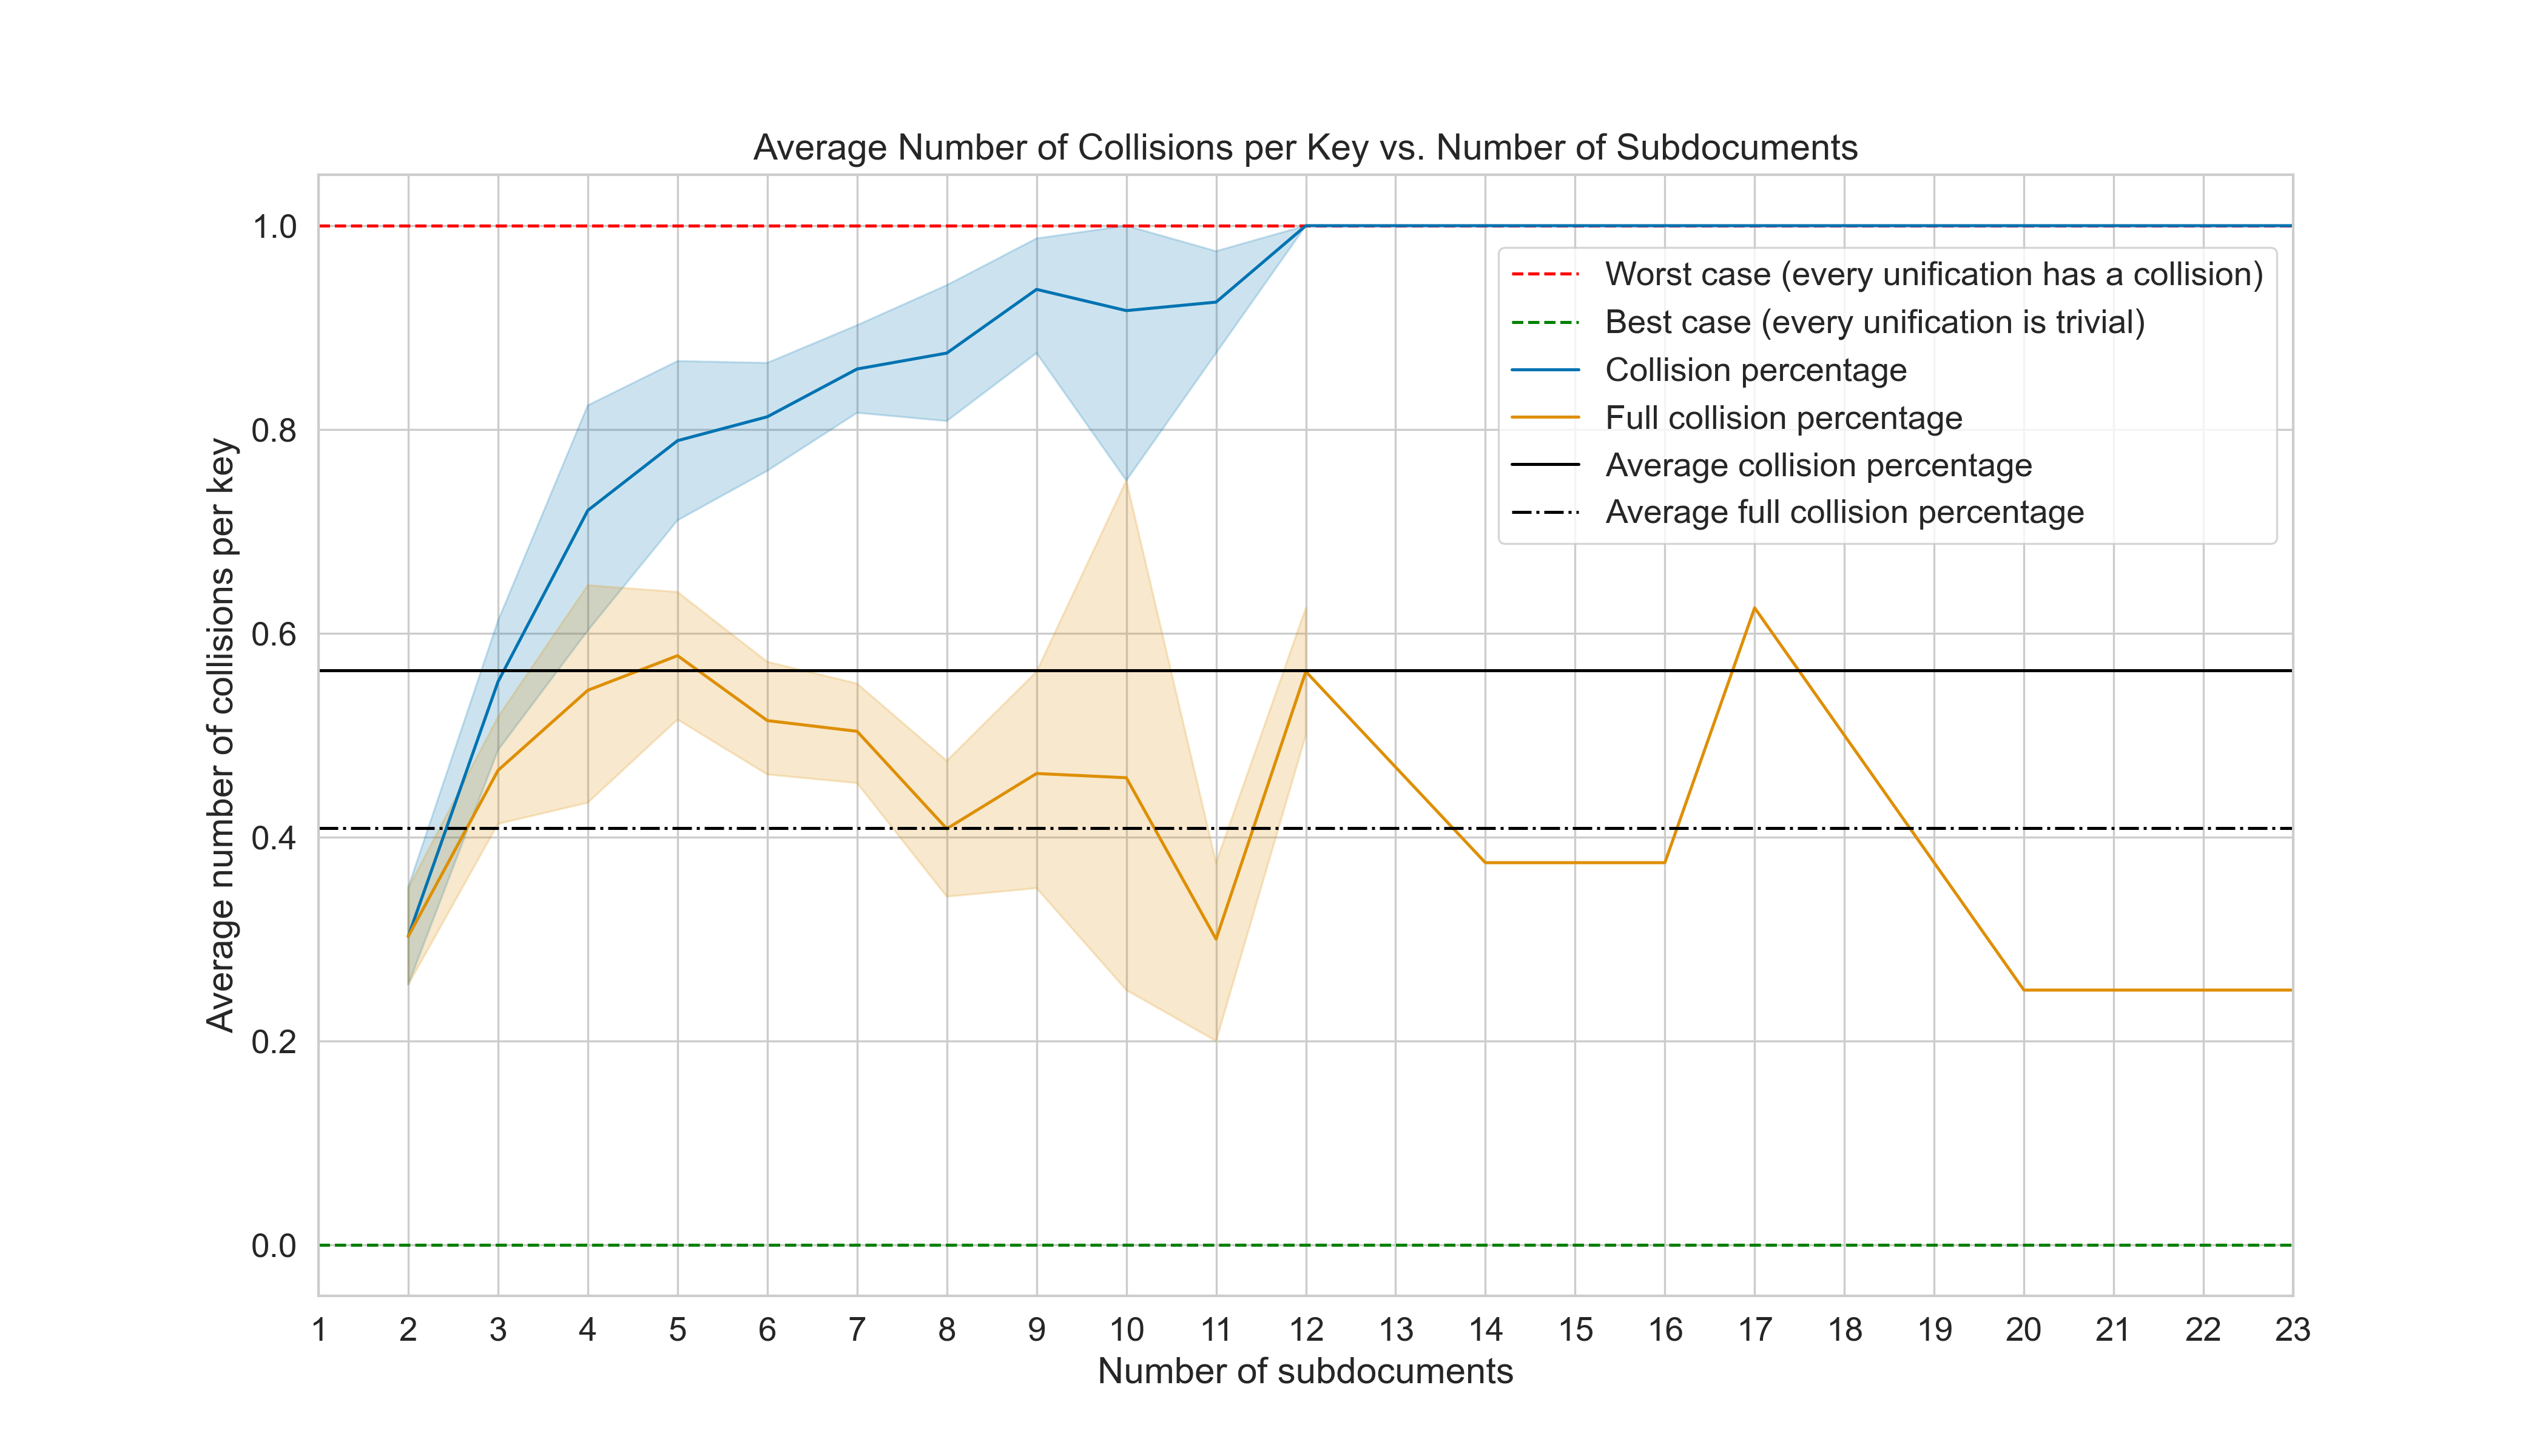 Average Number of Collisions per Key vs. Number of Subdocuments
Average number of collisions per key
1.0
0.8
0.6
0.4
0.2
0.0
Worst case (every unification has a collision)
Best case (every unification is trivial)
Collision percentage
Full collision percentage
Average collision percentage
Average full collision percentage
1 2 3 4 5 6 7 8 9 10 11 12 13 14 15 16 17 18 19 20 21 22 23
Number of subdocuments